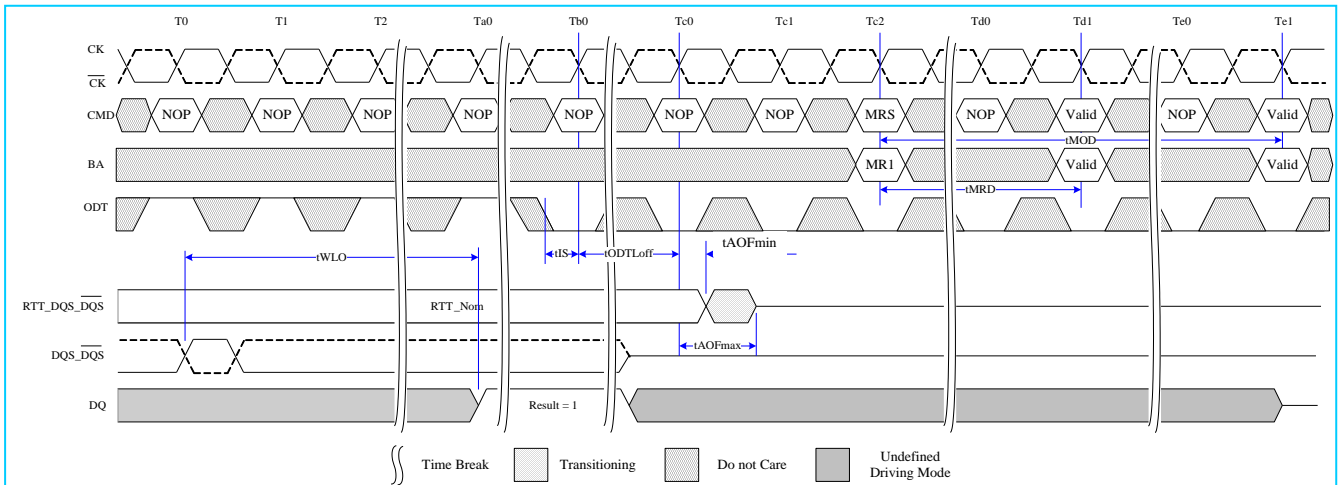 T0 T1 T2 Ta0 Tb0 Tc0 Tc1 Tc2 Td0 Td1 Te0 Te1
CK
CK
CMD NOP NOP NOP NOP NOP NOP NOP MRS NOP Valid NOP Valid
tMOD
BA MR1 Valid Valid
tMRD
ODT
tAOFmin
tWLO tIS tODTLoff
RTT_DQS_DQS RTT_Nom
tAOFmax
DQS_DQS
DQ Result = 1
Time Break Transitioning Do not Care Undefined
Driving Mode